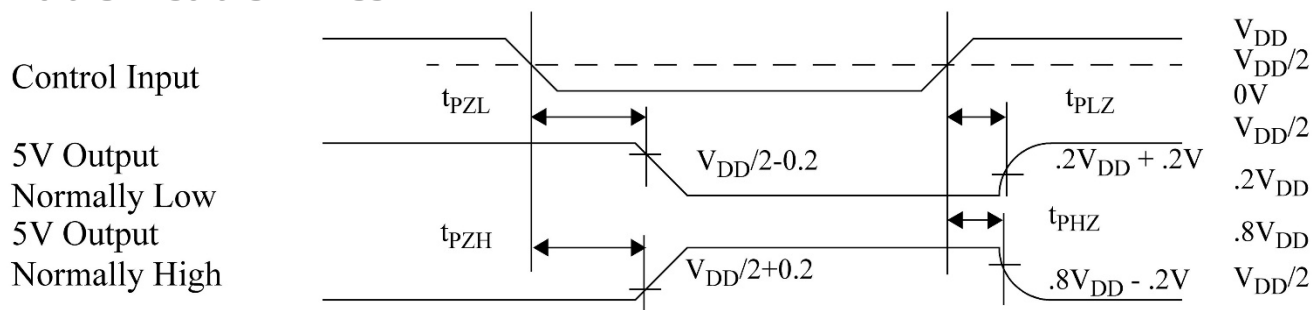 V_DD
Control Input
V_DD/2
t_PZL
t_PLZ
0V
V_DD/2
5V Output
Normally Low
V_DD/2-0.2
.2V_DD + .2V
.2V_DD
5V Output
Normally High
t_PZH
t_PHZ
.8V_DD
V_DD/2+0.2
.8V_DD - .2V
V_DD/2